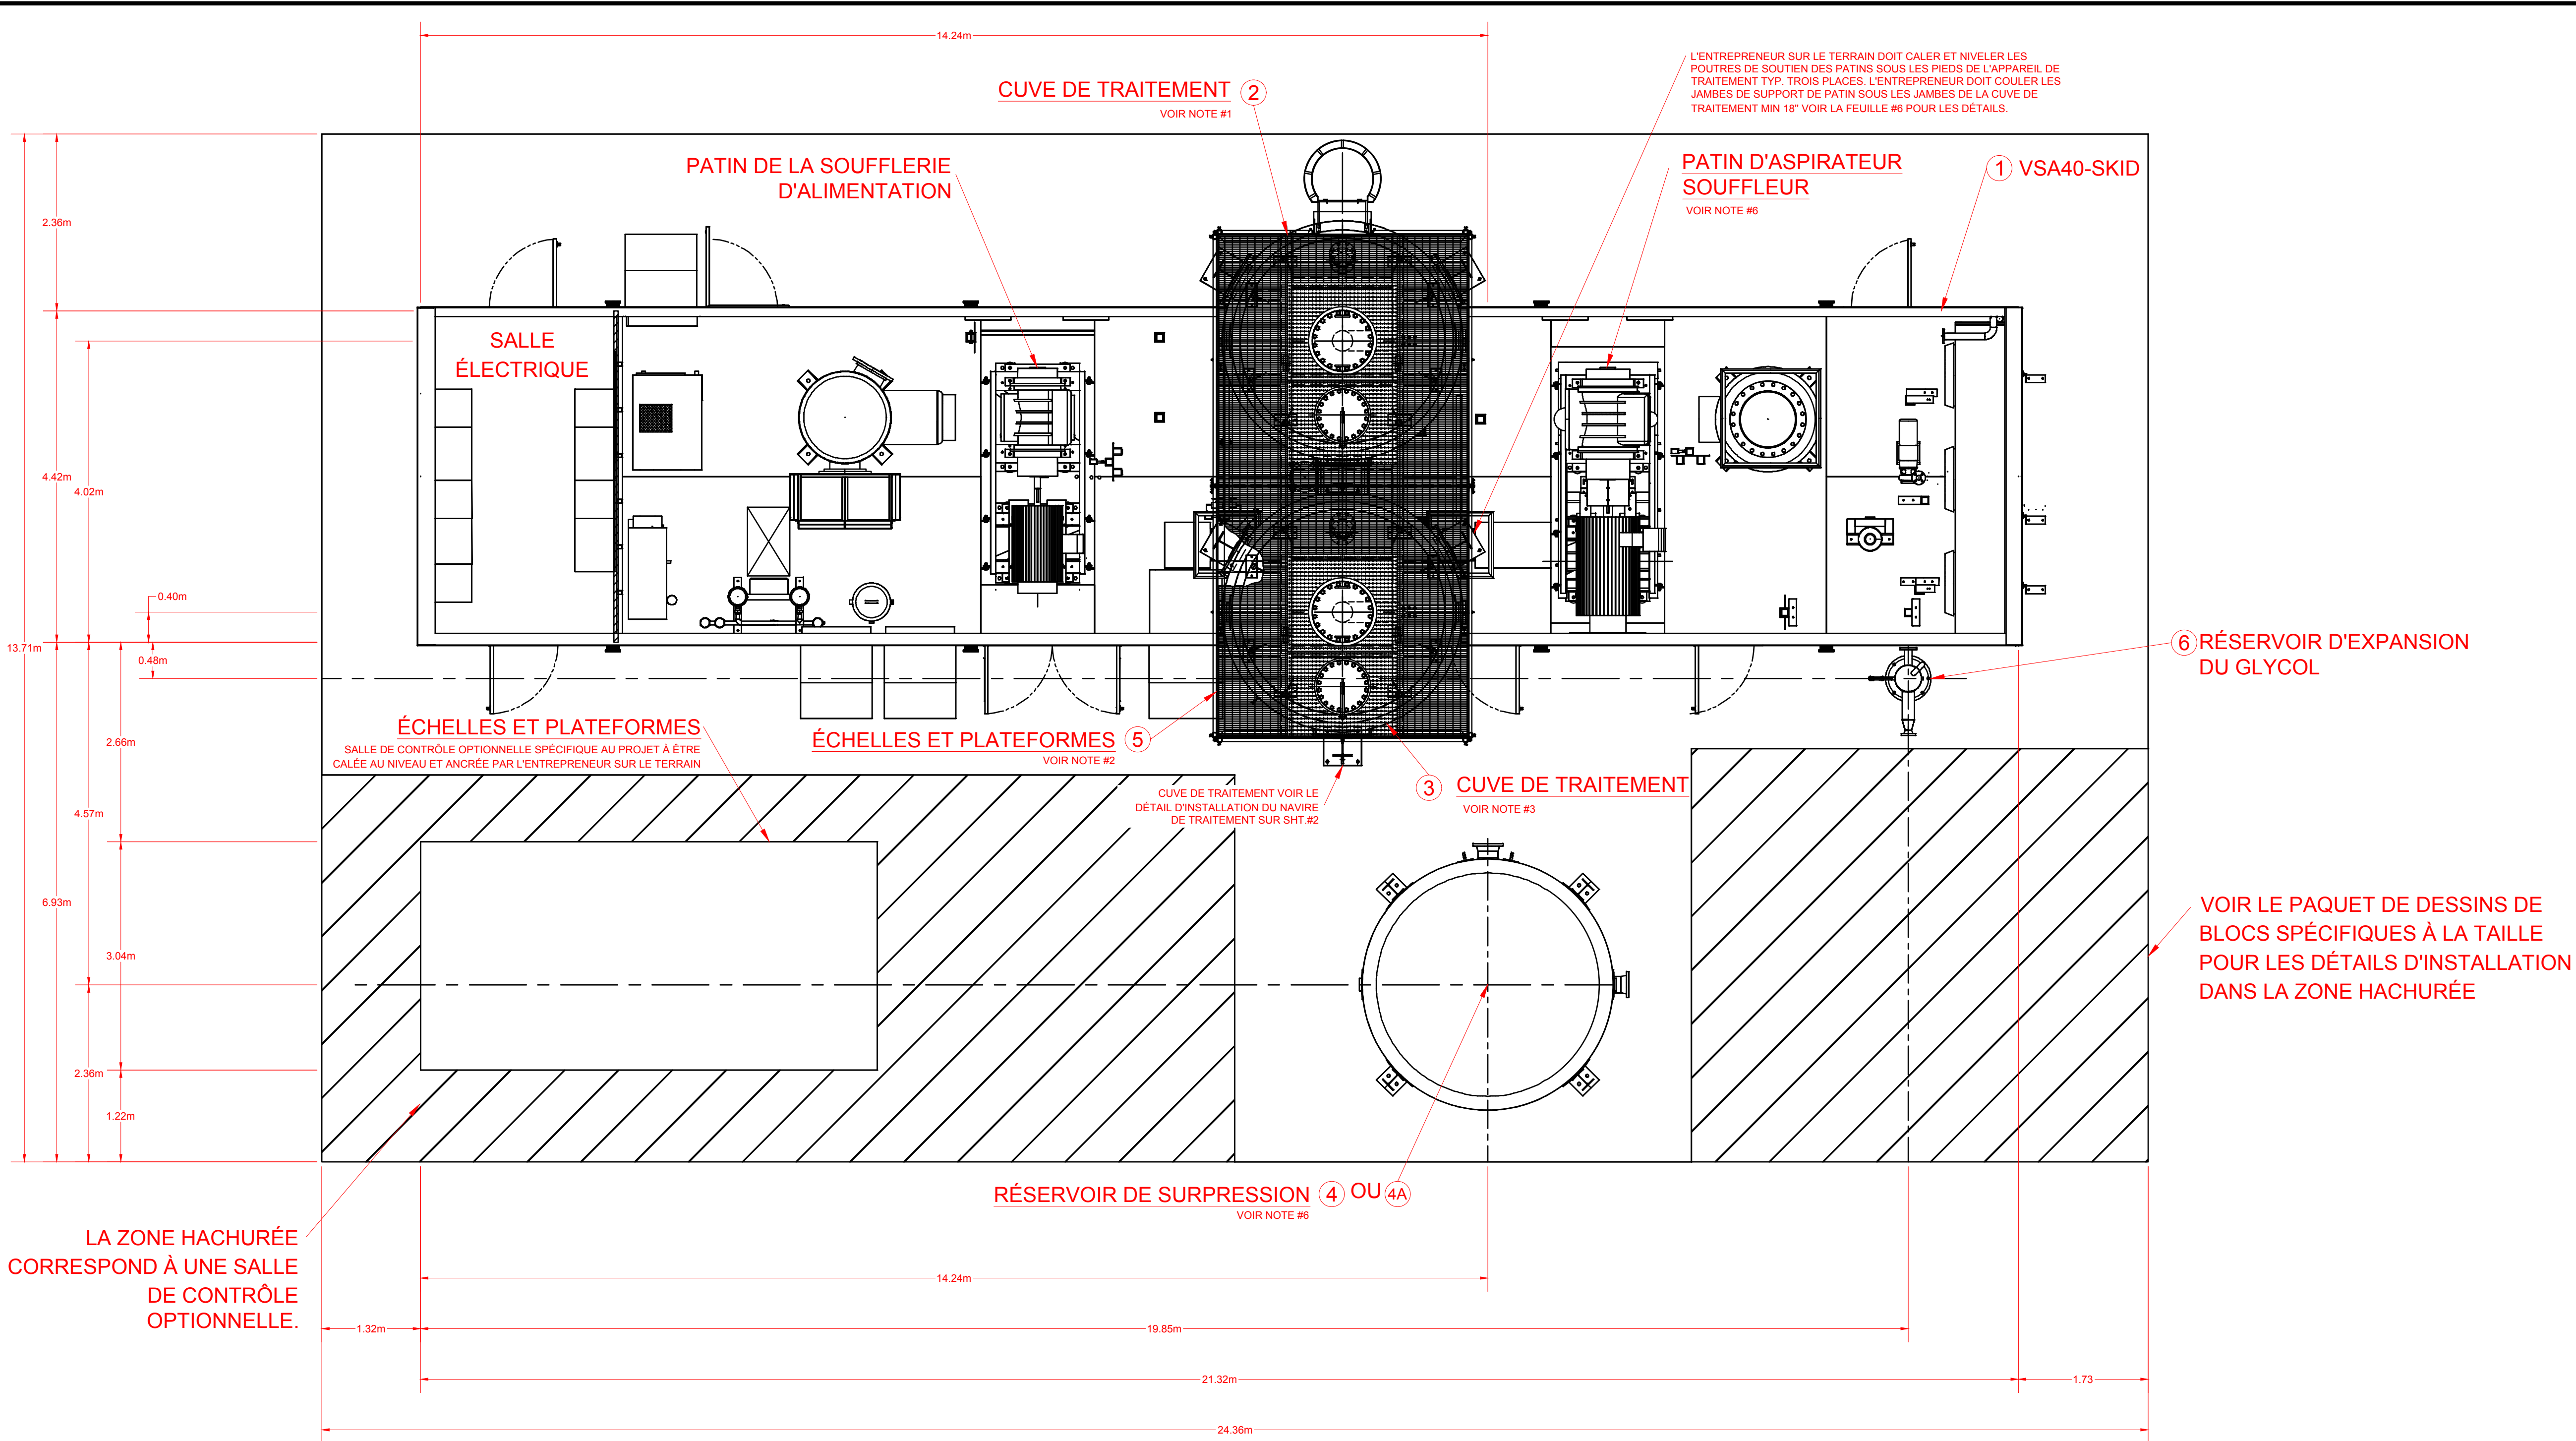 14.24m
L'ENTREPRENEUR SUR LE TERRAIN DOIT CALER ET NIVELER LES
POUTRES DE SOUTIEN DES PATINS SOUS LES PIEDS DE L'APPAREIL DE
TRAITEMENT TYP. TROIS PLACES. L'ENTREPRENEUR DOIT COULER LES
JAMBES DE SUPPORT DE PATIN SOUS LES JAMBES DE LA CUVE DE
TRAITEMENT MIN 18" VOIR LA FEUILLE #6 POUR LES DÉTAILS.
CUVE DE TRAITEMENT 2
VOIR NOTE #1
PATIN DE LA SOUFFLERIE
D'ALIMENTATION
PATIN D'ASPIRATEUR
SOUFFLEUR
VOIR NOTE #6
1 VSA40-SKID
2.36m
SALLE
ÉLECTRIQUE
4.42m
4.02m
0.40m
13.71m
0.48m
6 RÉSERVOIR D'EXPANSION
DU GLYCOL
ÉCHELLES ET PLATEFORMES
SALLE DE CONTRÔLE OPTIONNELLE SPÉCIFIQUE AU PROJET À ÊTRE
CALÉE AU NIVEAU ET ANCRÉE PAR L'ENTREPRENEUR SUR LE TERRAIN
ÉCHELLES ET PLATEFORMES 5
VOIR NOTE #2
2.66m
3 CUVE DE TRAITEMENT
VOIR NOTE #3
CUVE DE TRAITEMENT VOIR LE
DÉTAIL D'INSTALLATION DU NAVIRE
DE TRAITEMENT SUR SHT.#2
4.57m
6.93m
3.04m
VOIR LE PAQUET DE DESSINS DE
BLOCS SPÉCIFIQUES À LA TAILLE
POUR LES DÉTAILS D'INSTALLATION
DANS LA ZONE HACHURÉE
2.36m
1.22m
RÉSERVOIR DE SURPRESSION 4 OU 4A
VOIR NOTE #6
LA ZONE HACHURÉE
CORRESPOND À UNE SALLE
DE CONTRÔLE
OPTIONNELLE.
14.24m
1.32m
19.85m
21.32m
1.73
24.36m